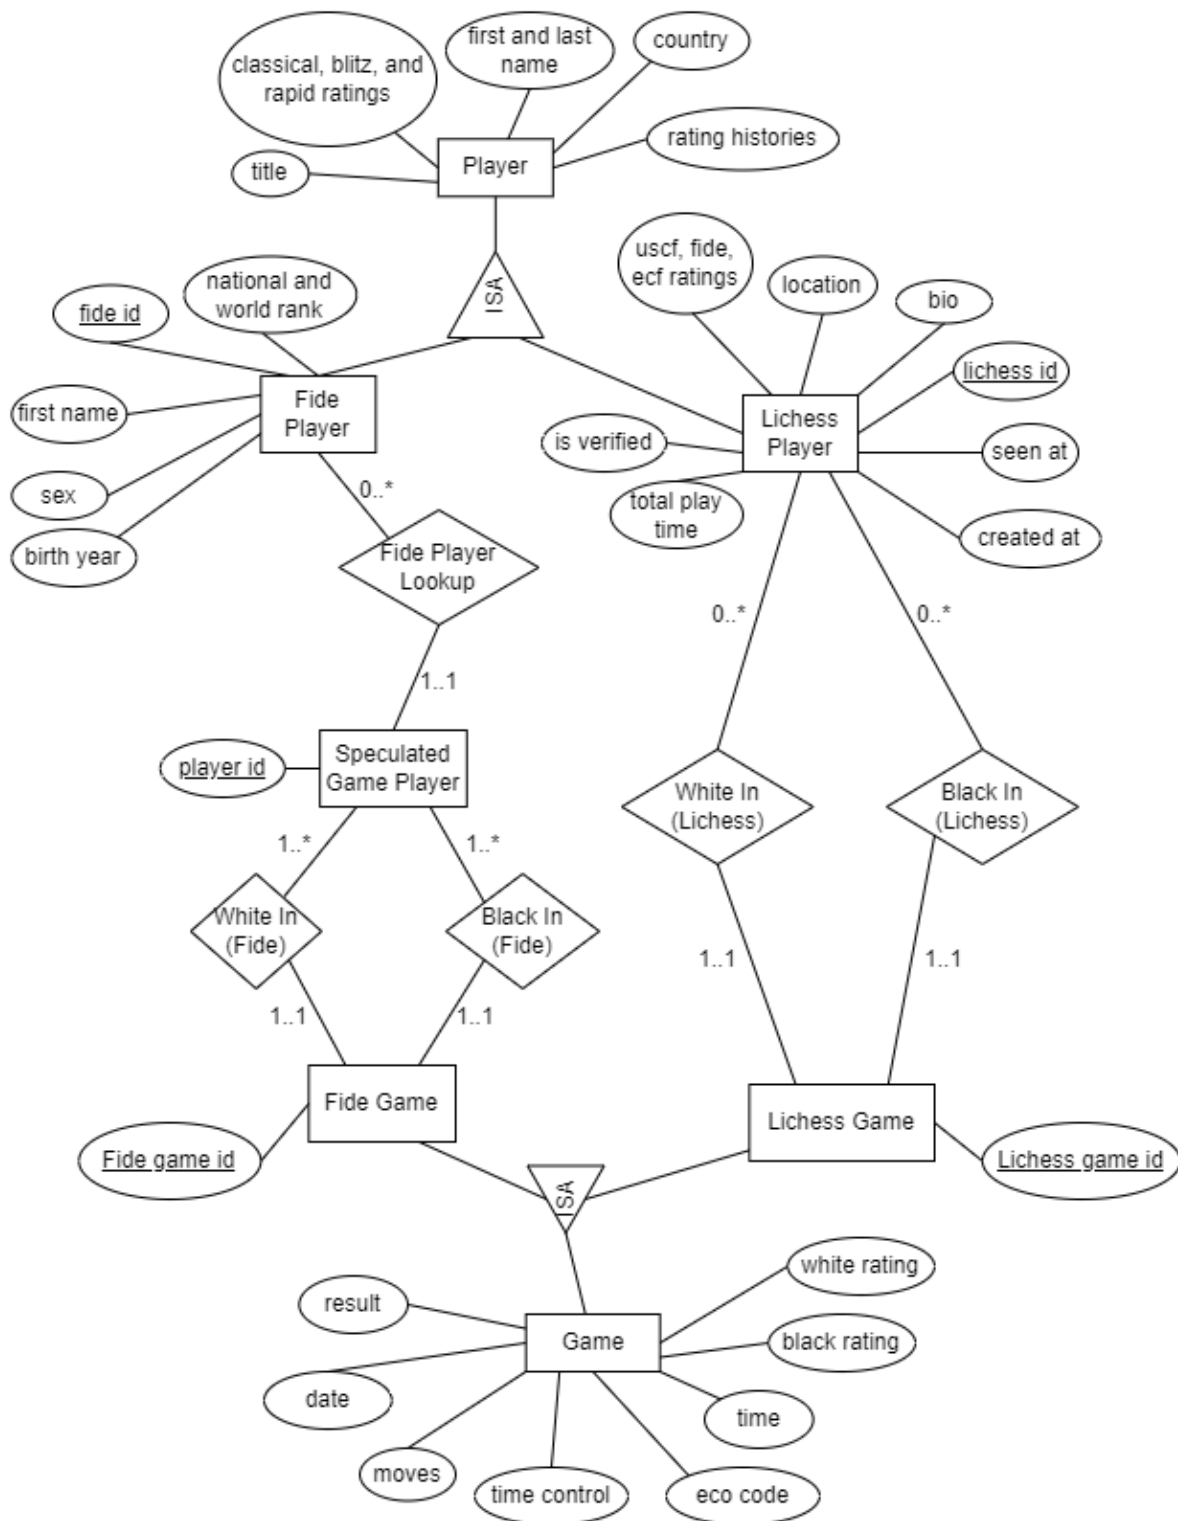 first and last
name
country
classical, blitz, and
rapid ratings
rating histories
Player
title
uscf, fide,
ecf ratings
national and
world rank
location
ISA
bio
fide id
lichess id
Fide
Player
first name
Lichess
Player
is verified
seen at
0..*
sex
total play
time
created at
birth year
Fide Player
Lookup
0..*
0..*
1..1
Speculated
Game Player
player id
White In
(Lichess)
Black In
(Lichess)
1..*
1..*
White In
(Fide)
Black In
(Fide)
1..1
1..1
1..1
1..1
Fide Game
Lichess Game
Fide game id
Lichess game id
ISA
white rating
result
Game
black rating
date
time
moves
time control
eco code